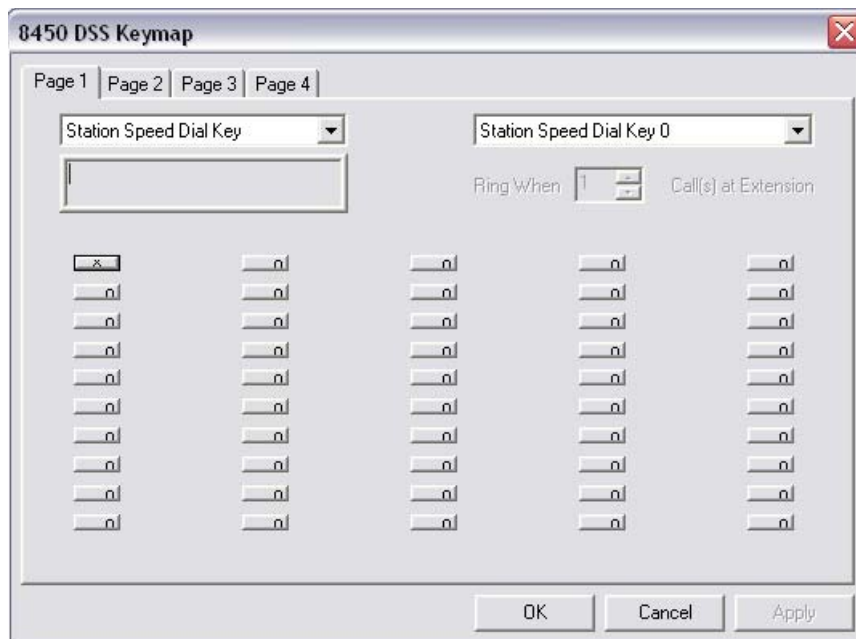 8450 DSS Keymap
Page 1 Page 2 Page 3 Page 4
Station Speed Dial Key Station Speed Dial Key 0
Ring When 1 Call(s) at Extension
x n n n n
n n n n n
n n n n n
n n n n n
n n n n n
n n n n n
n n n n n
n n n n n
n n n n n
n n n n n
OK Cancel Apply